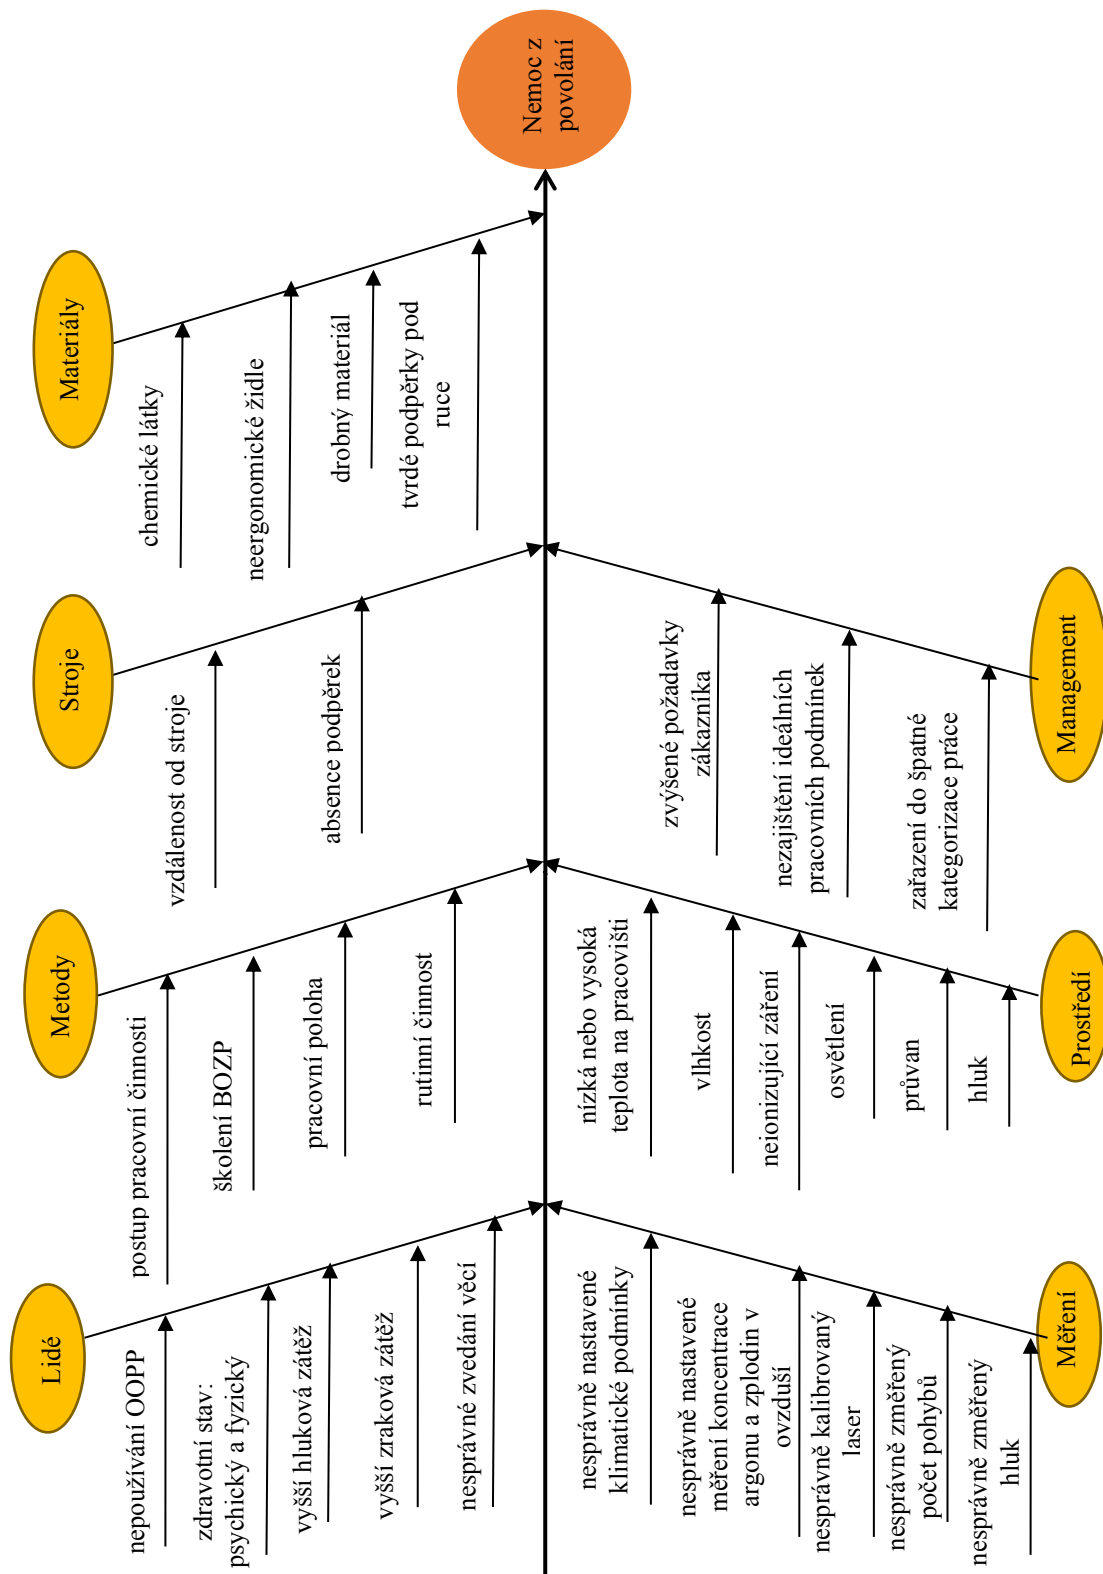 Lidé
nepoužívání OOPP
zdravotní stav:
psychický a fyzický
vyšší hluková zátěž
vyšší zraková zátěž
nesprávné zvedání věcí
Metody
postup pracovní činnosti
školení BOZP
pracovní poloha
rutinní činnost
Stroje
vzdálenost od stroje
absence podpěrek
Materiály
chemické látky
neergonomické židle
drobný materiál
tvrdé podpěrky pod
ruce
Nemoc z
povolání
nesprávně nastavené
klimatické podmínky
nesprávně nastavené
měření koncentrace
argonu a zplodin v
ovzduší
nesprávně kalibrovaný
laser
nesprávně změřený
počet pohybů
nesprávně změřený
hluk
Měření
nízká nebo vysoká
teplota na pracovišti
vlhkost
neionizující záření
osvětlení
průvan
hluk
Prostředí
zvýšené požadavky
zákazníka
nezajištění ideálních
pracovních podmínek
zařazení do špatné
kategorizace práce
Management